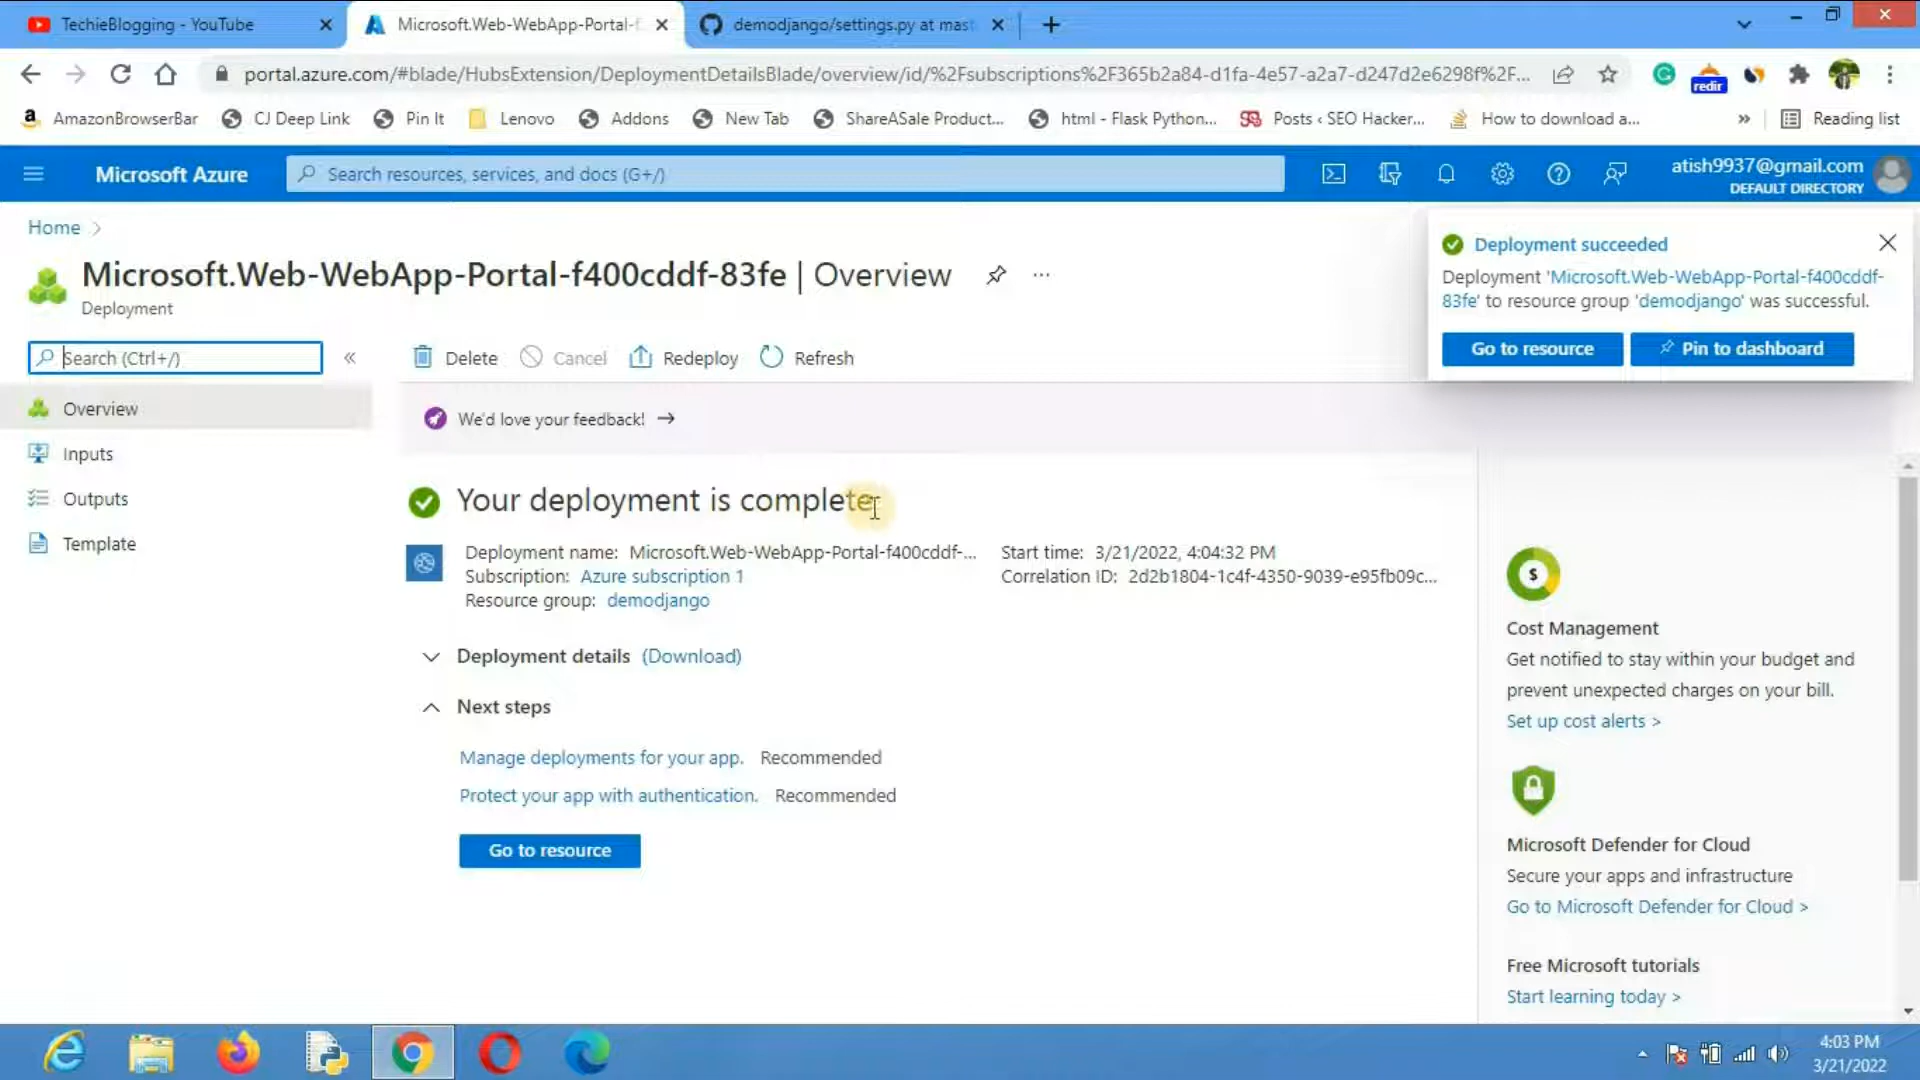 TechieBlogging - YouTube
Microsoft.Web-WebApp-Portal-f
demodjango/settings.py at mast
portal.azure.com/#blade/HubsExtension/DeploymentDetailsBlade/overview/id/%2Fsubscriptions%2F365b2a84-d1fa-4e57-a2a7-d247d2e6298f%2F...
redir
AmazonBrowserBar
CJ Deep Link
Pin It
Lenovo
Addons
New Tab
ShareASale Product...
html - Flask Python...
Posts ‹ SEO Hacker...
How to download a...
»
Reading list
Microsoft Azure
Search resources, services, and docs (G+/)
atish9937@gmail.com
DEFAULT DIRECTORY
Home >
Microsoft.Web-WebApp-Portal-f400cddf-83fe | Overview
Deployment
Deployment succeeded
Deployment 'Microsoft.Web-WebApp-Portal-f400cddf-
83fe' to resource group 'demodjango' was successful.
Go to resource
Pin to dashboard
Search (Ctrl+/)
«
Delete
Cancel
Redeploy
Refresh
Overview
Inputs
Outputs
Template
We'd love your feedback! →
Your deployment is complete
Deployment name: Microsoft.Web-WebApp-Portal-f400cddf-...
Subscription: Azure subscription 1
Resource group: demodjango
Start time: 3/21/2022, 4:04:32 PM
Correlation ID: 2d2b1804-1c4f-4350-9039-e95fb09c...
Deployment details (Download)
Next steps
Manage deployments for your app. Recommended
Protect your app with authentication. Recommended
Go to resource
$
Cost Management
Get notified to stay within your budget and
prevent unexpected charges on your bill.
Set up cost alerts >
Microsoft Defender for Cloud
Secure your apps and infrastructure
Go to Microsoft Defender for Cloud >
Free Microsoft tutorials
Start learning today >
4:03 PM
3/21/2022